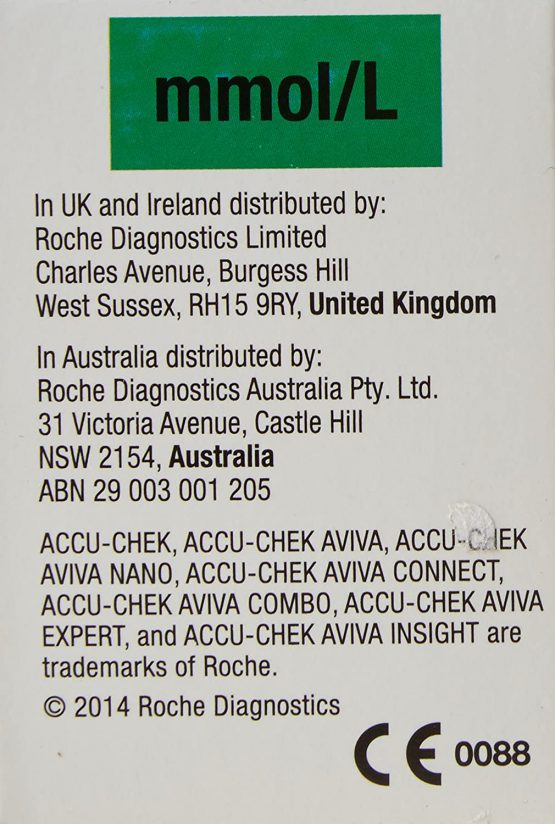 mmol/L
In UK and Ireland distributed by:
Roche Diagnostics Limited
Charles Avenue, Burgess Hill
West Sussex, RH15 9RY, United Kingdom
In Australia distributed by:
Roche Diagnostics Australia Pty. Ltd.
31 Victoria Avenue, Castle Hill
NSW 2154, Australia
ABN 29 003 001 205
ACCU-CHEK, ACCU-CHEK AVIVA, ACCU-CHEK
AVIVA NANO, ACCU-CHEK AVIVA CONNECT,
ACCU-CHEK AVIVA COMBO, ACCU-CHEK AVIVA
EXPERT, and ACCU-CHEK AVIVA INSIGHT are
trademarks of Roche.
© 2014 Roche Diagnostics
CE 0088